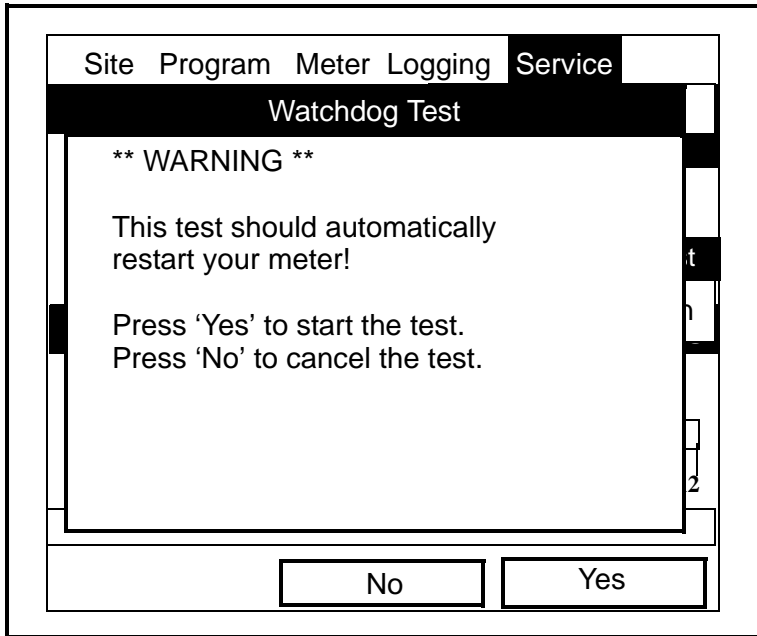 Site Program Meter Logging Service
Watchdog Test
** WARNING **
This test should automatically
restart your meter!
Press ‘Yes’ to start the test.
Press ‘No’ to cancel the test.
2
No Yes